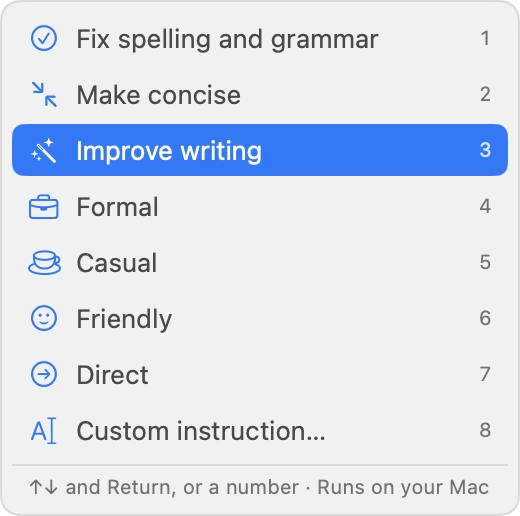 Fix spelling and grammar 1
Make concise 2
Improve writing 3
Formal 4
Casual 5
Friendly 6
Direct 7
Custom instruction... 8
↑↓ and Return, or a number · Runs on your Mac